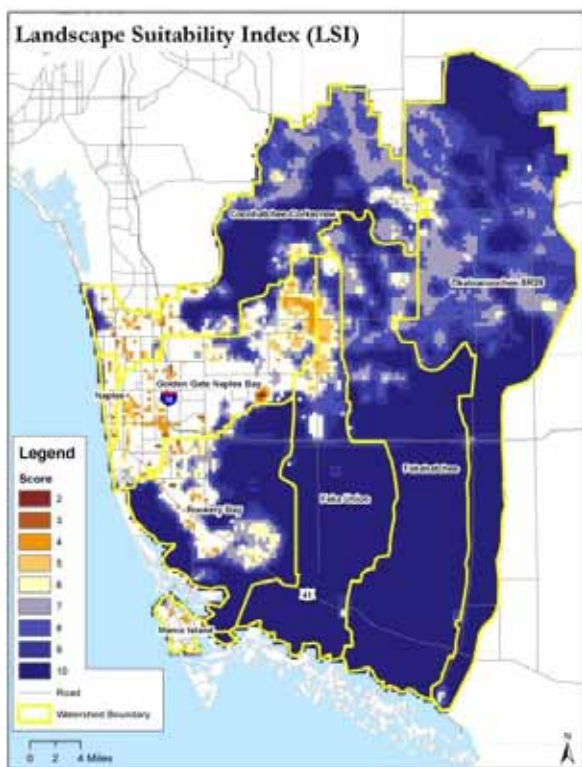 Landscape Suitability Index (LSI)
Cocohatchee-Corkscrew
Okaloacoochee SR29
Naples
Golden Gate Naples Bay
Rookery Bay
Faka Union
Fakahatchee
41
Marco Island
Legend
Score
2
3
4
5
6
7
8
9
10
Road
Watershed Boundary
0 2 4 Miles
N